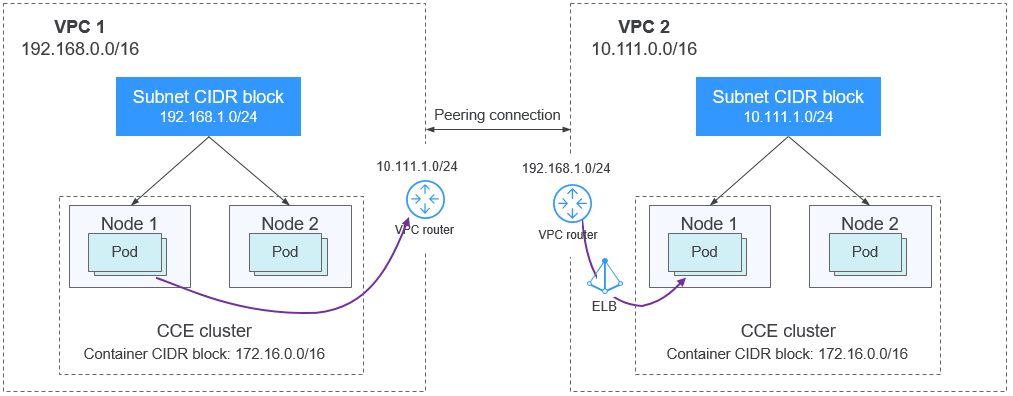 VPC 1
192.168.0.0/16
Subnet CIDR block
192.168.1.0/24
Node 1
Pod
Node 2
Pod
CCE cluster
Container CIDR block: 172.16.0.0/16
Peering connection
10.111.1.0/24
VPC router
192.168.1.0/24
VPC router
ELB
VPC 2
10.111.0.0/16
Subnet CIDR block
10.111.1.0/24
Node 1
Pod
Node 2
Pod
CCE cluster
Container CIDR block: 172.16.0.0/16